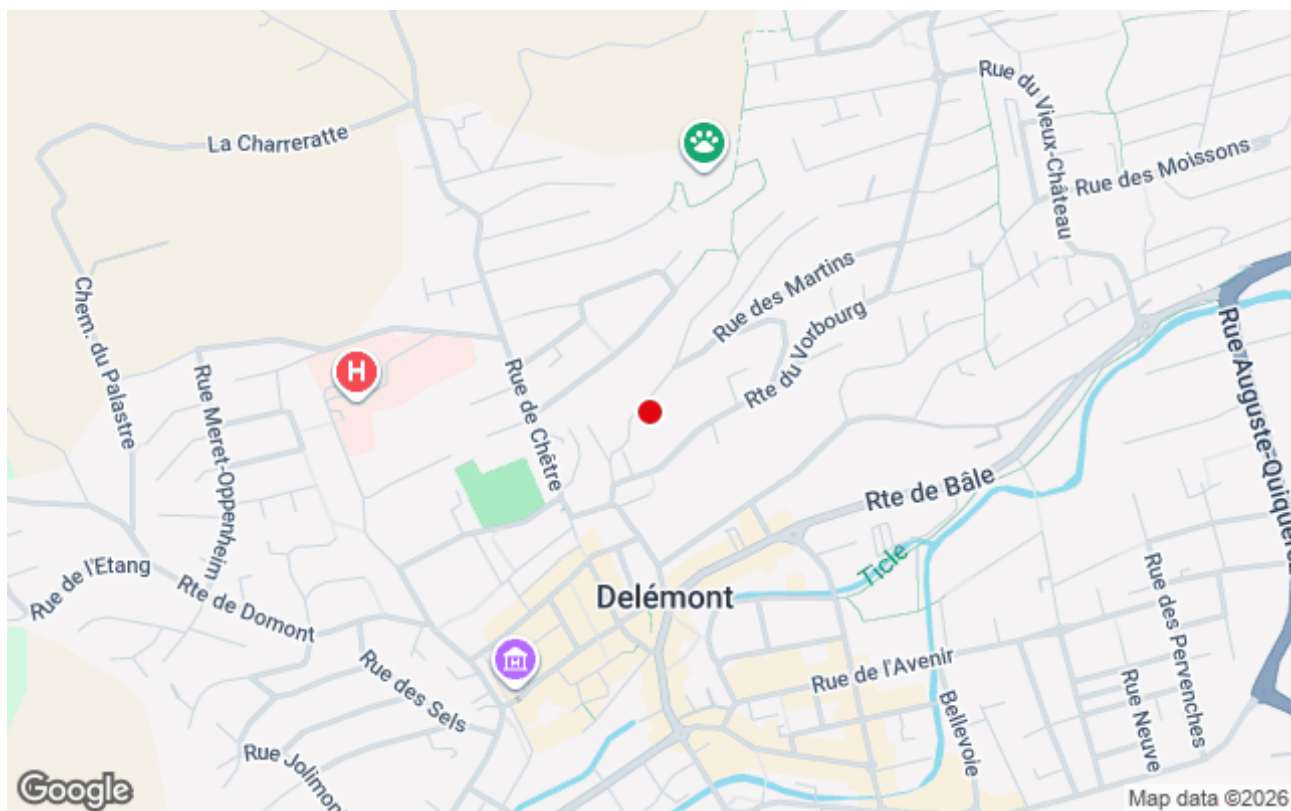 La Charreratte
Rue du Vieux-Château
Rue des Moissons
Chem. du Palastre
Rue des Martins
Rte du Vorbourg
H
Rue Meret-Oppenheim
Rue de Chêtre
Rue Auguste-Quiquerez
Rte de Bâle
Rue de l'Etang
Rte de Domont
Ticle
Delémont
Rue des Pervenches
Rue des Sels
Rue de l'Avenir
Rue Neuve
Bellevoie
Rue Jolimon
Google
Map data ©2026